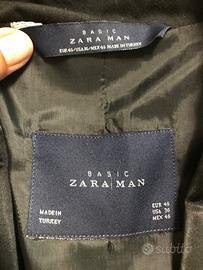 BASIC
ZARA MAN
EUR 46/USA 36/MEX 46 MADE IN TURKEY
BASIC
ZARA MAN
MADE IN
TURKEY
EUR 46
USA 36
MEX 46
subito